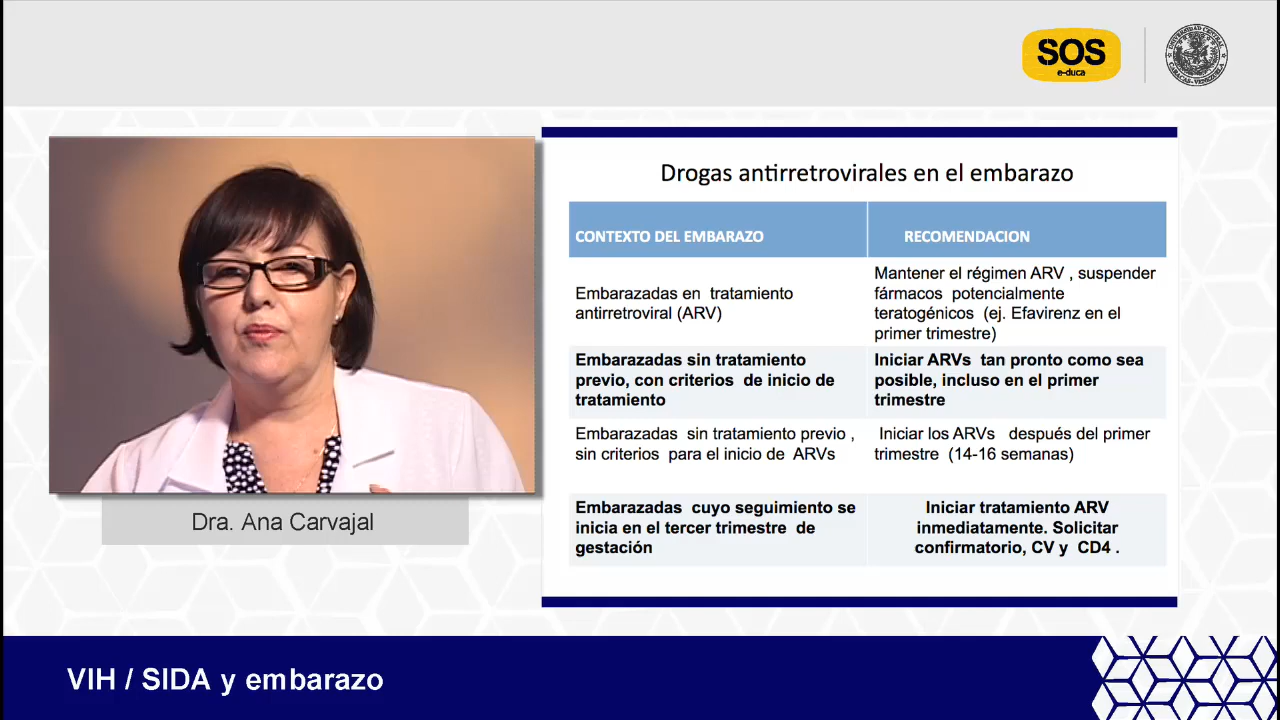 SOS
e-duca
Drogas antirretrovirales en el embarazo
CONTEXTO DEL EMBARAZO
RECOMENDACION
Embarazadas en tratamiento
antirretroviral (ARV)
Mantener el régimen ARV , suspender
fármacos potencialmente
teratogénicos (ej. Efavirenz en el
primer trimestre)
Embarazadas sin tratamiento
previo, con criterios de inicio de
tratamiento
Iniciar ARVs tan pronto como sea
posible, incluso en el primer
trimestre
Embarazadas sin tratamiento previo ,
sin criterios para el inicio de ARVs
Iniciar los ARVs después del primer
trimestre (14-16 semanas)
Embarazadas cuyo seguimiento se
inicia en el tercer trimestre de
gestación
Iniciar tratamiento ARV
inmediatamente. Solicitar
confirmatorio, CV y CD4 .
Dra. Ana Carvajal
VIH / SIDA y embarazo